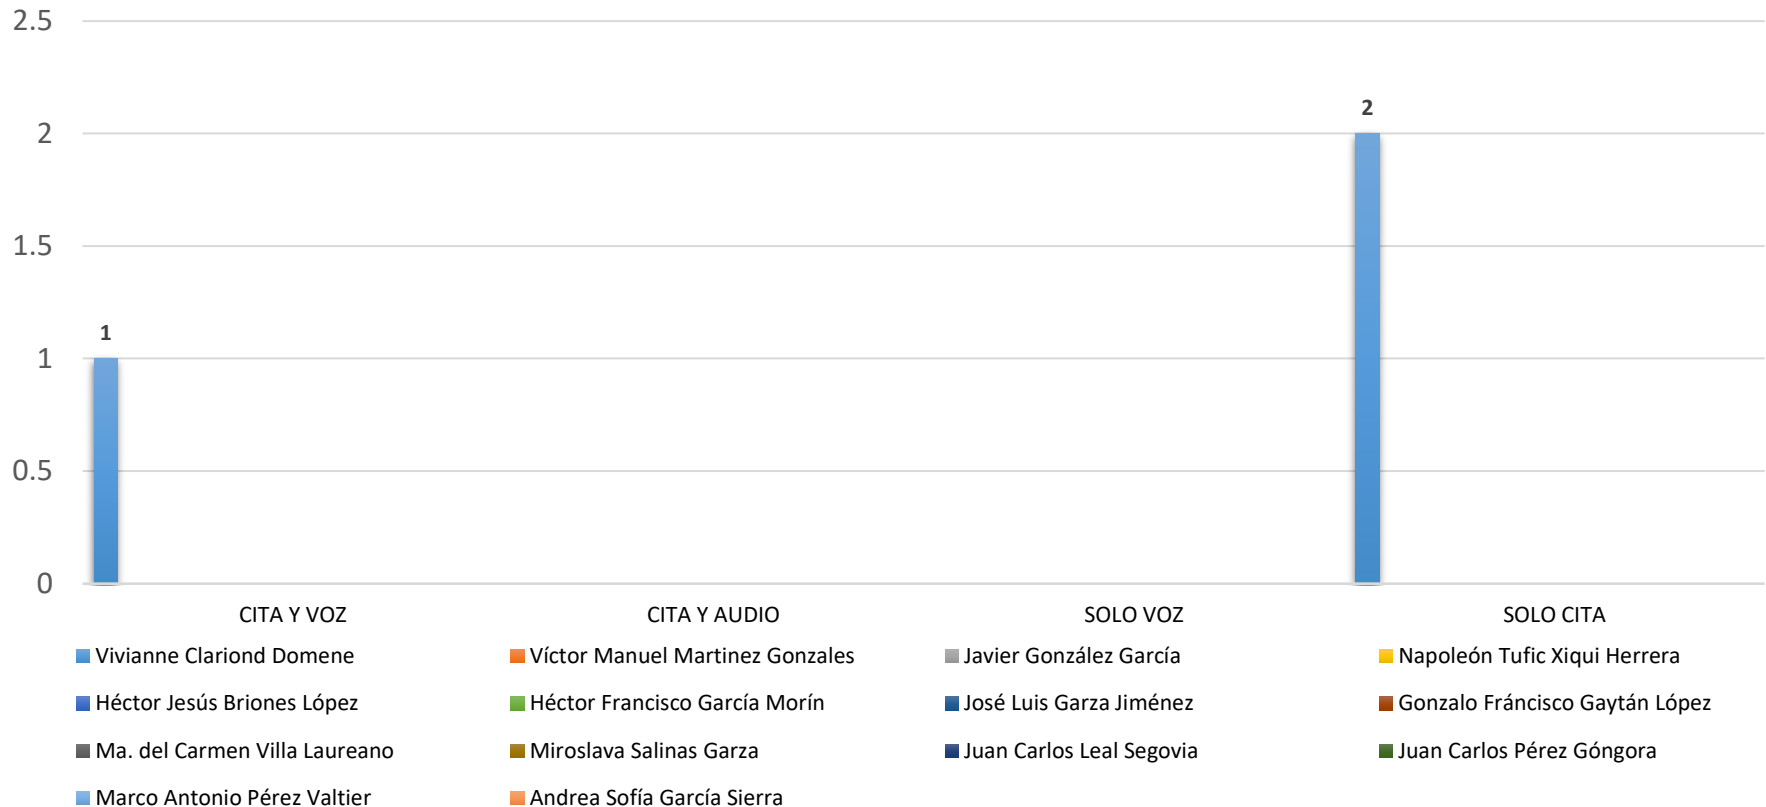 2.5
2
2
1.5
1
1
0.5
0
CITA Y VOZ CITA Y AUDIO SOLO VOZ SOLO CITA
Vivianne Clariond Domene Víctor Manuel Martinez Gonzales Javier González García Napoleón Tufic Xiqui Herrera
Héctor Jesús Briones López Héctor Francisco García Morín José Luis Garza Jiménez Gonzalo Fráncisco Gaytán López
Ma. del Carmen Villa Laureano Miroslava Salinas Garza Juan Carlos Leal Segovia Juan Carlos Pérez Góngora
Marco Antonio Pérez Valtier Andrea Sofía García Sierra